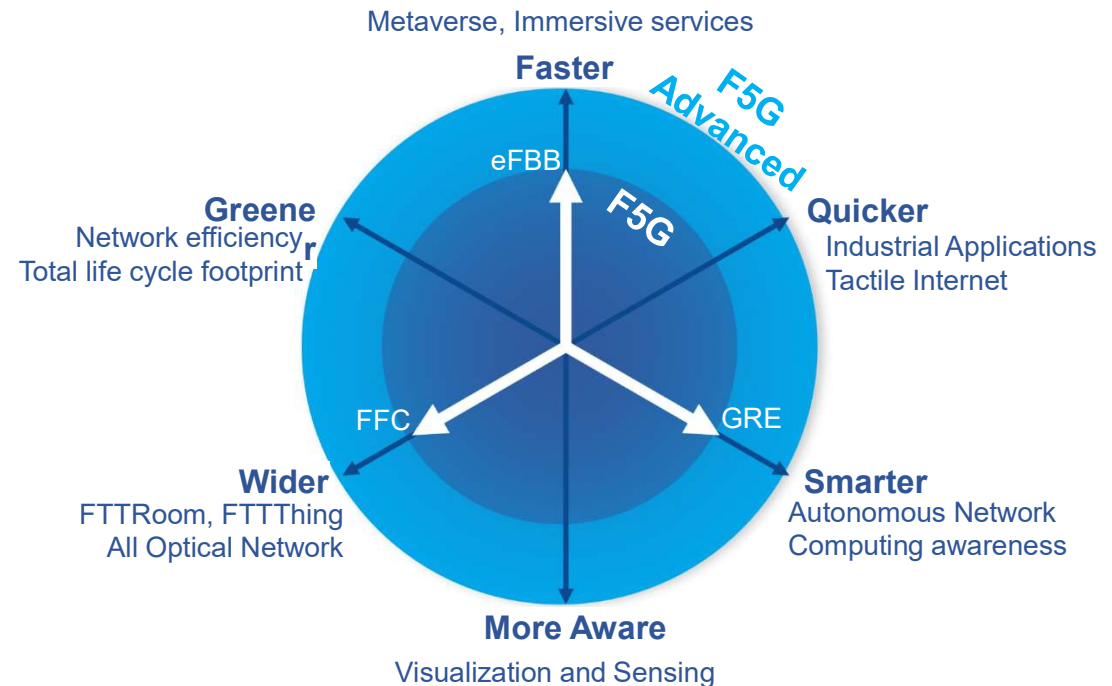 Metaverse, Immersive services
Faster
F5G
Advanced
eFBB
F5G
Greene
r
Network efficiency
Total life cycle footprint
Quicker
Industrial Applications
Tactile Internet
FFC
GRE
Wider
FTTRoom, FTTThing
All Optical Network
Smarter
Autonomous Network
Computing awareness
More Aware
Visualization and Sensing